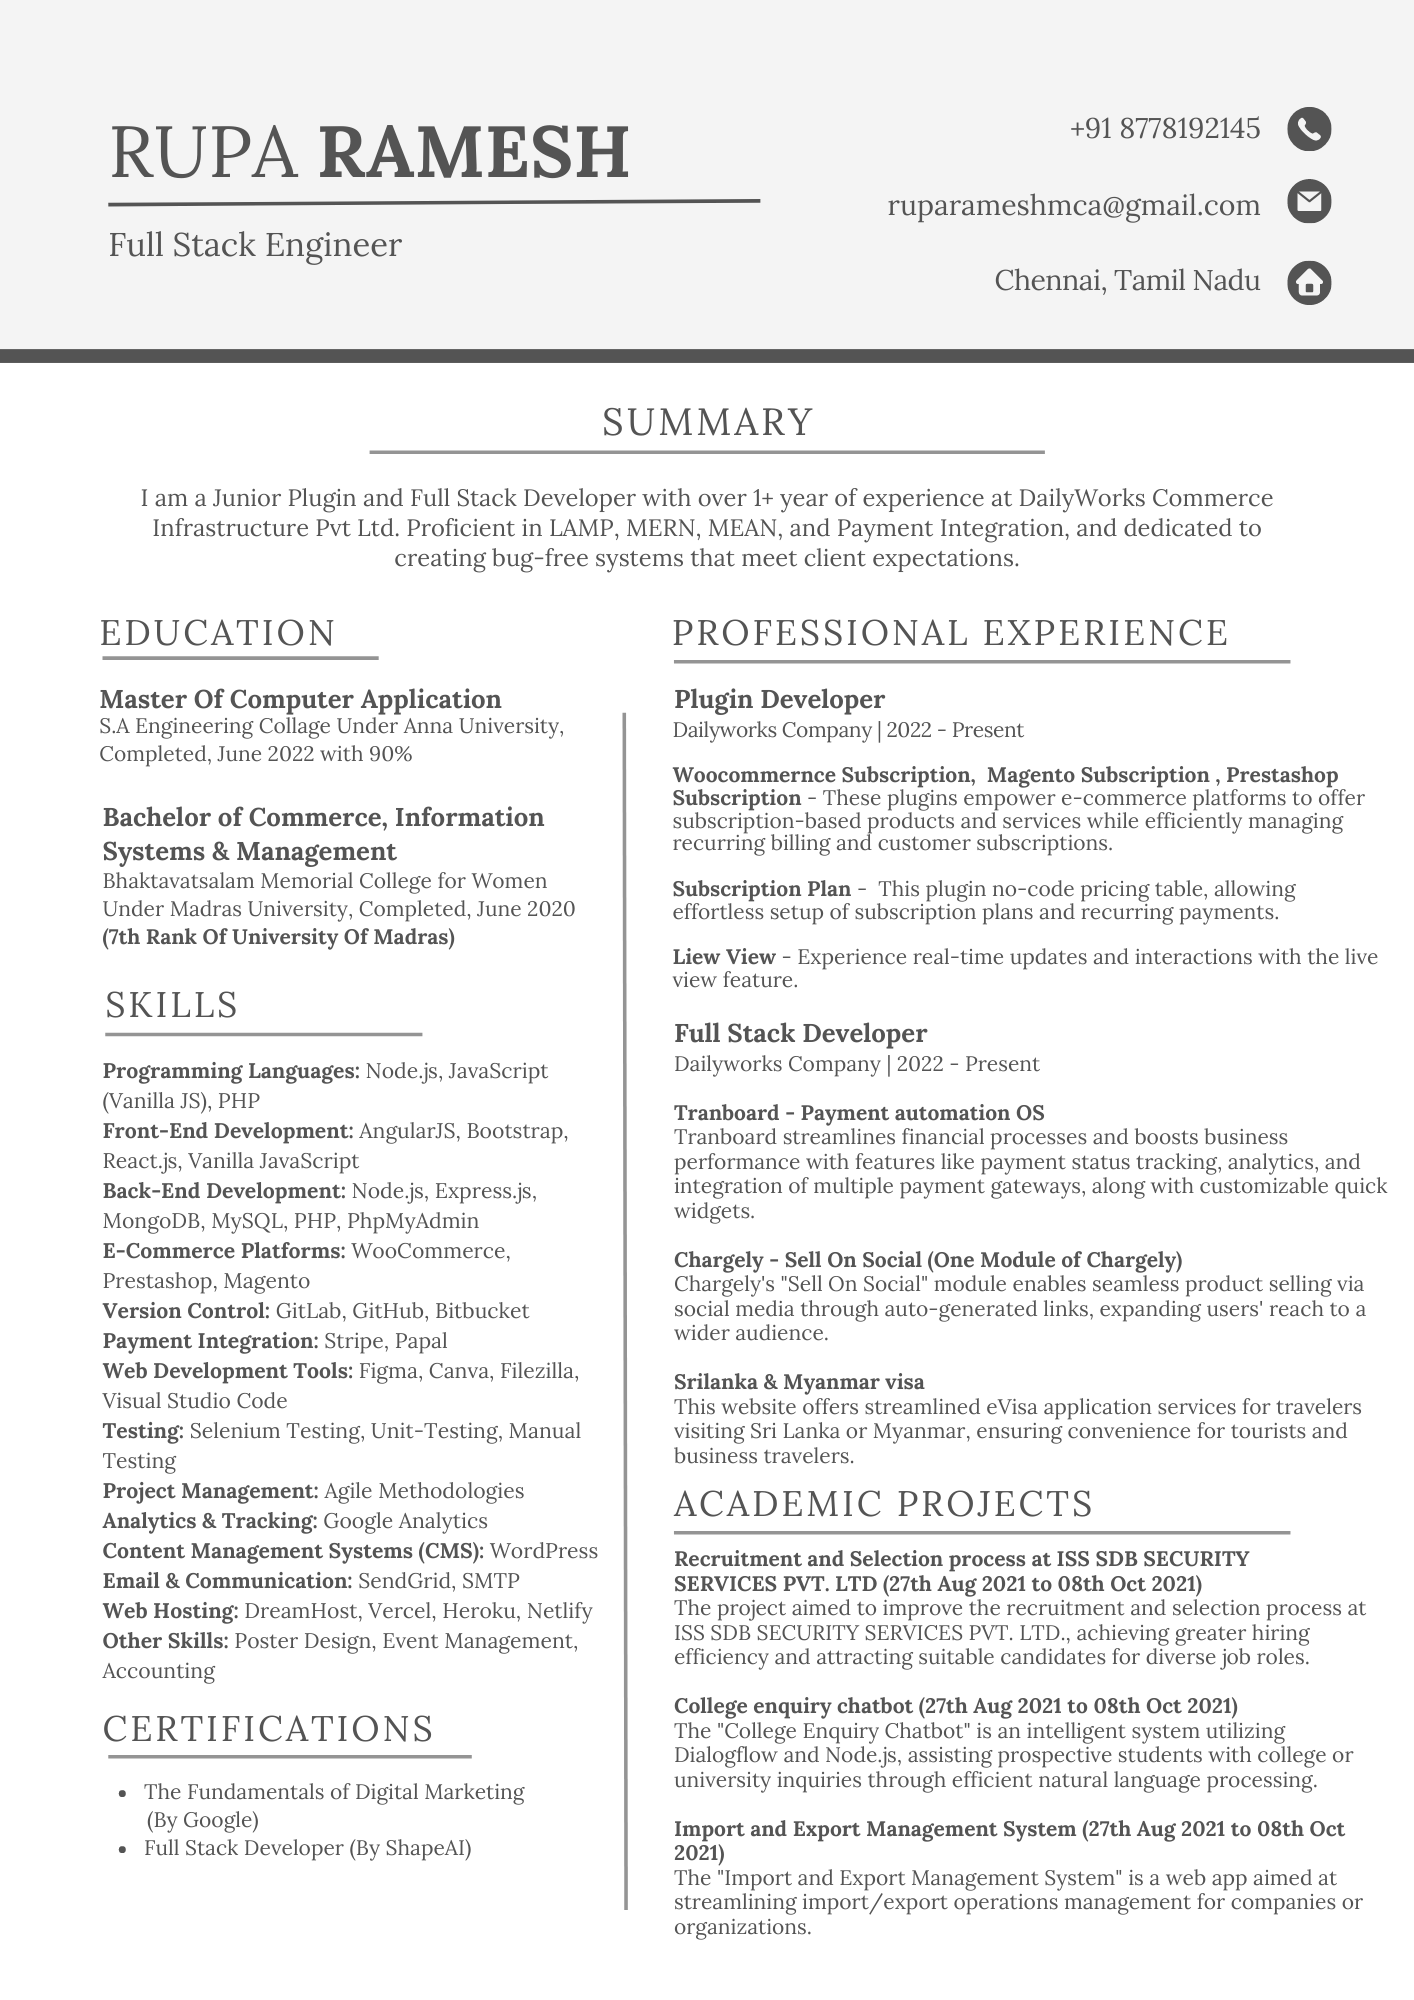 RUPA RAMESH
Full Stack Engineer
+91 8778192145
ruparameshmca@gmail.com
Chennai, Tamil Nadu
SUMMARY
I am a Junior Plugin and Full Stack Developer with over 1+ year of experience at DailyWorks Commerce
Infrastructure Pvt Ltd. Proficient in LAMP, MERN, MEAN, and Payment Integration, and dedicated to
creating bug-free systems that meet client expectations.
EDUCATION
Master Of Computer Application
S.A Engineering Collage Under Anna University,
Completed, June 2022 with 90%
Bachelor of Commerce, Information
Systems & Management
Bhaktavatsalam Memorial College for Women
Under Madras University, Completed, June 2020
(7th Rank Of University Of Madras)
SKILLS
Programming Languages: Node.js, JavaScript
(Vanilla JS), PHP
Front-End Development: AngularJS, Bootstrap,
React.js, Vanilla JavaScript
Back-End Development: Node.js, Express.js,
MongoDB, MySQL, PHP, PhpMyAdmin
E-Commerce Platforms: WooCommerce,
Prestashop, Magento
Version Control: GitLab, GitHub, Bitbucket
Payment Integration: Stripe, Papal
Web Development Tools: Figma, Canva, Filezilla,
Visual Studio Code
Testing: Selenium Testing, Unit-Testing, Manual
Testing
Project Management: Agile Methodologies
Analytics & Tracking: Google Analytics
Content Management Systems (CMS): WordPress
Email & Communication: SendGrid, SMTP
Web Hosting: DreamHost, Vercel, Heroku, Netlify
Other Skills: Poster Design, Event Management,
Accounting
CERTIFICATIONS
• The Fundamentals of Digital Marketing
(By Google)
• Full Stack Developer (By ShapeAI)
PROFESSIONAL EXPERIENCE
Plugin Developer
Dailyworks Company | 2022 - Present
Woocommernce Subscription, Magento Subscription , Prestashop
Subscription - These plugins empower e-commerce platforms to offer
subscription-based products and services while efficiently managing
recurring billing and customer subscriptions.
Subscription Plan - This plugin no-code pricing table, allowing
effortless setup of subscription plans and recurring payments.
Liew View - Experience real-time updates and interactions with the live
view feature.
Full Stack Developer
Dailyworks Company | 2022 - Present
Tranboard - Payment automation OS
Tranboard streamlines financial processes and boosts business
performance with features like payment status tracking, analytics, and
integration of multiple payment gateways, along with customizable quick
widgets.
Chargely - Sell On Social (One Module of Chargely)
Chargely's "Sell On Social" module enables seamless product selling via
social media through auto-generated links, expanding users' reach to a
wider audience.
Srilanka & Myanmar visa
This website offers streamlined eVisa application services for travelers
visiting Sri Lanka or Myanmar, ensuring convenience for tourists and
business travelers.
ACADEMIC PROJECTS
Recruitment and Selection process at ISS SDB SECURITY
SERVICES PVT. LTD (27th Aug 2021 to 08th Oct 2021)
The project aimed to improve the recruitment and selection process at
ISS SDB SECURITY SERVICES PVT. LTD., achieving greater hiring
efficiency and attracting suitable candidates for diverse job roles.
College enquiry chatbot (27th Aug 2021 to 08th Oct 2021)
The "College Enquiry Chatbot" is an intelligent system utilizing
Dialogflow and Node.js, assisting prospective students with college or
university inquiries through efficient natural language processing.
Import and Export Management System (27th Aug 2021 to 08th Oct
2021)
The "Import and Export Management System" is a web app aimed at
streamlining import/export operations management for companies or
organizations.